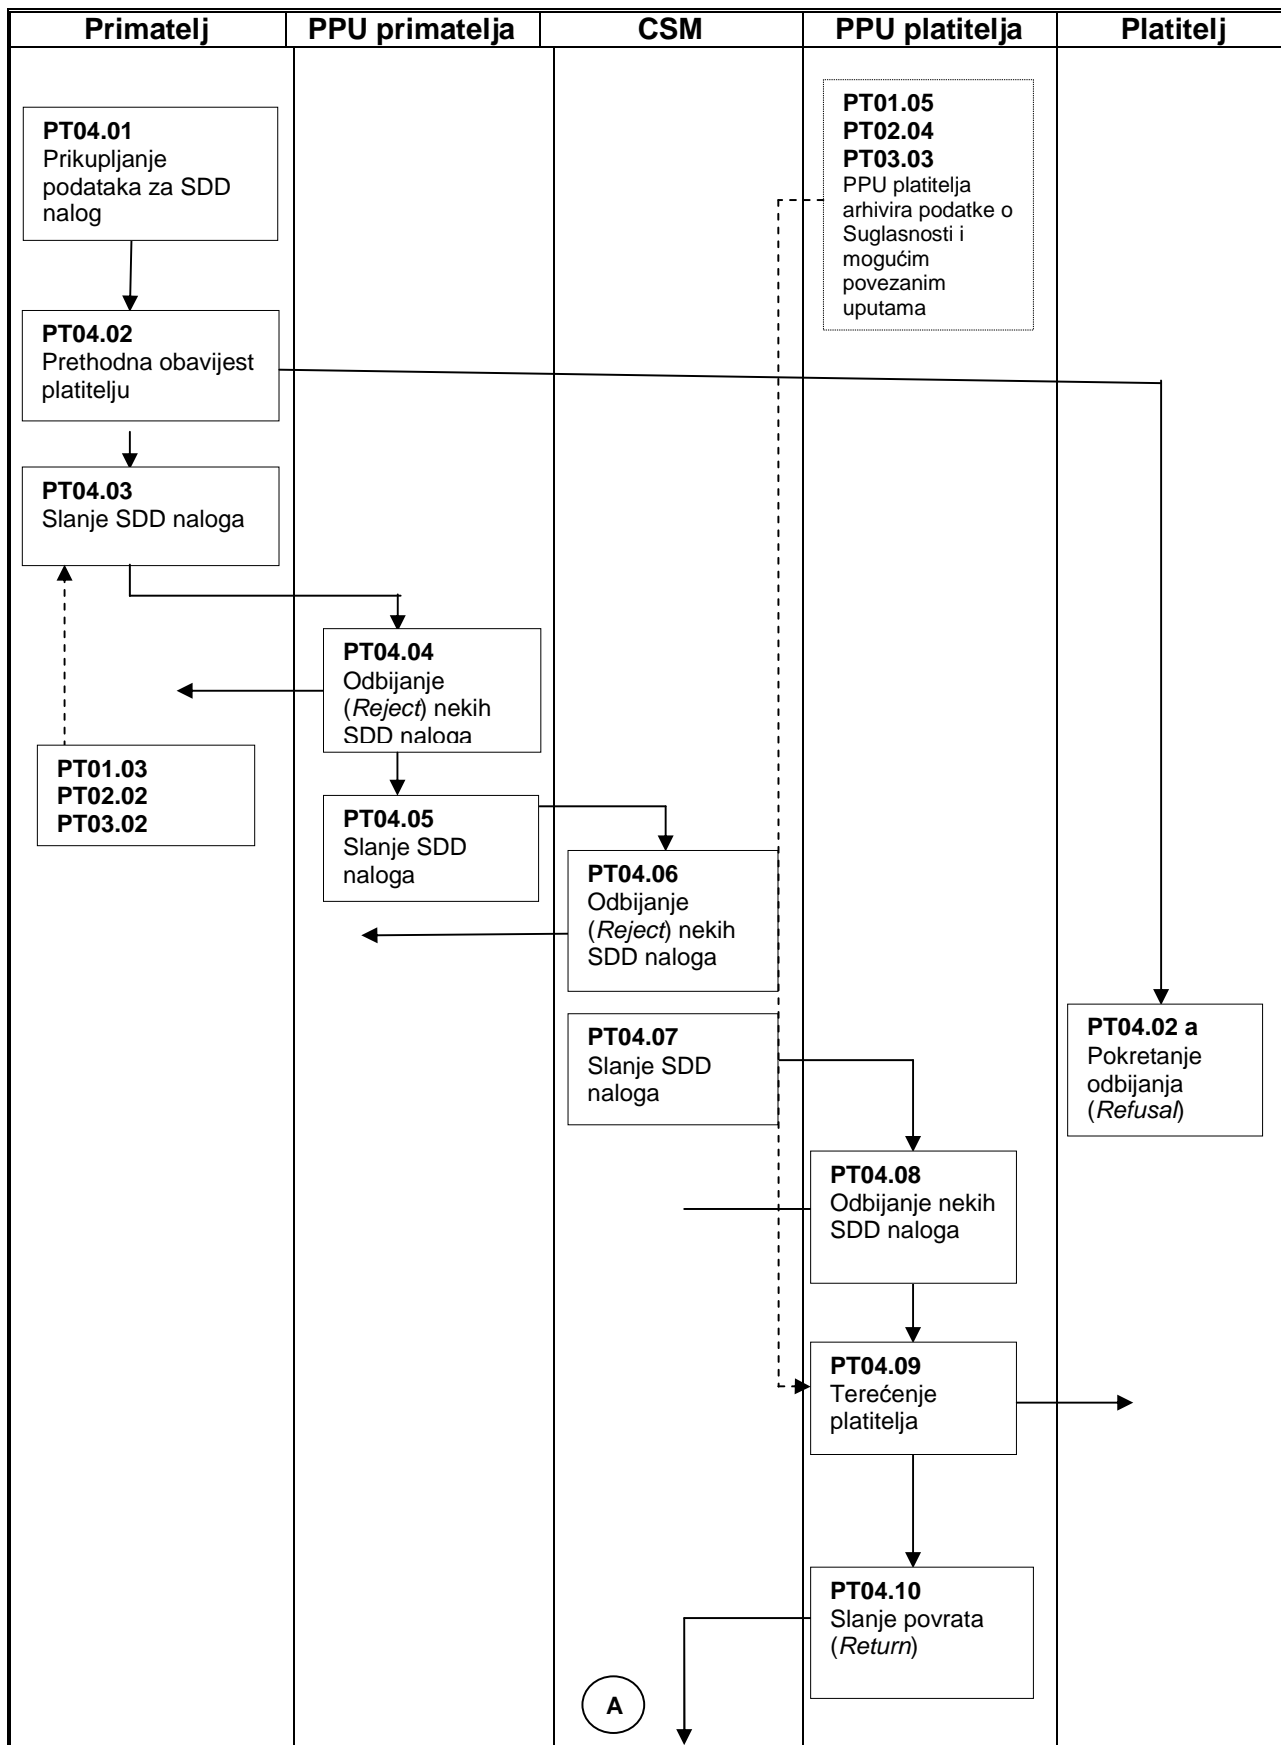 Primatelj
PPU primatelja
CSM
PPU platitelja
Platitelj
PT01.05
PT02.04
PT03.03
PPU platitelja
arhivira podatke o
Suglasnosti i
mogućim
povezanim
uputama
PT04.01
Prikupljanje
podataka za SDD
nalog
PT04.02
Prethodna obavijest
platitelju
PT04.03
Slanje SDD naloga
PT04.04
Odbijanje
(Reject) nekih
SDD naloga
PT01.03
PT02.02
PT03.02
PT04.05
Slanje SDD
naloga
PT04.06
Odbijanje
(Reject) nekih
SDD naloga
PT04.07
Slanje SDD
naloga
PT04.02 a
Pokretanje
odbijanja
(Refusal)
PT04.08
Odbijanje nekih
SDD naloga
PT04.09
Terećenje
platitelja
PT04.10
Slanje povrata
(Return)
A